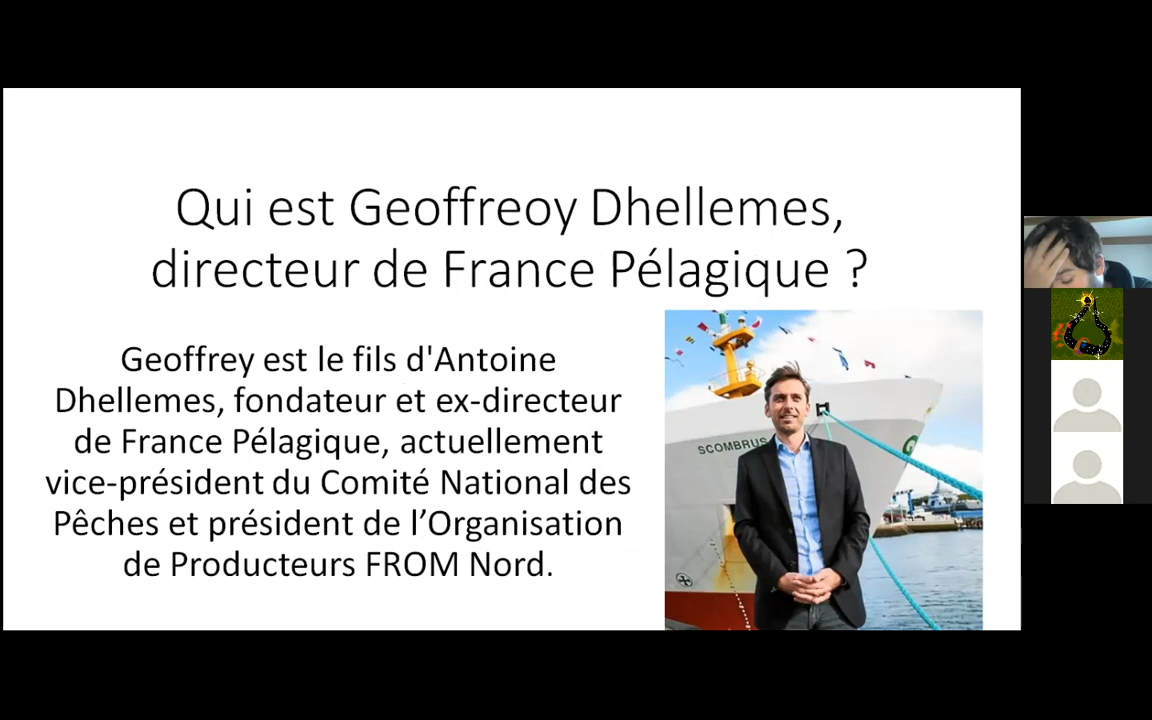 Qui est Geoffreoy Dhellemes,
directeur de France Pélagique ?
Geoffrey est le fils d'Antoine
Dhellemes, fondateur et ex-directeur
de France Pélagique, actuellement
vice-président du Comité National des
Pêches et président de l’Organisation
de Producteurs FROM Nord.
SCOMBRUS